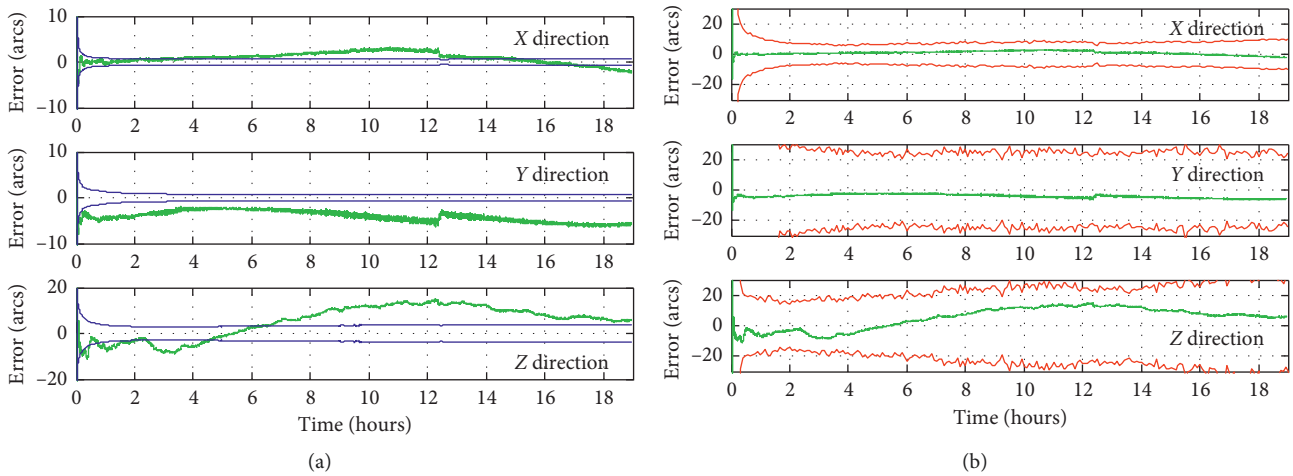 (a)
10
0
−10
Error (arcs)
X direction
0 2 4 6 8 10 12 14 16 18
10
0
−10
Error (arcs)
Y direction
0 2 4 6 8 10 12 14 16 18
20
0
−20
Error (arcs)
Z direction
0 2 4 6 8 10 12 14 16 18
Time (hours)
(a)
(b)
20
0
−20
Error (arcs)
X direction
0 2 4 6 8 10 12 14 16 18
20
0
−20
Error (arcs)
Y direction
0 2 4 6 8 10 12 14 16 18
20
0
−20
Error (arcs)
Z direction
0 2 4 6 8 10 12 14 16 18
Time (hours)
(b)